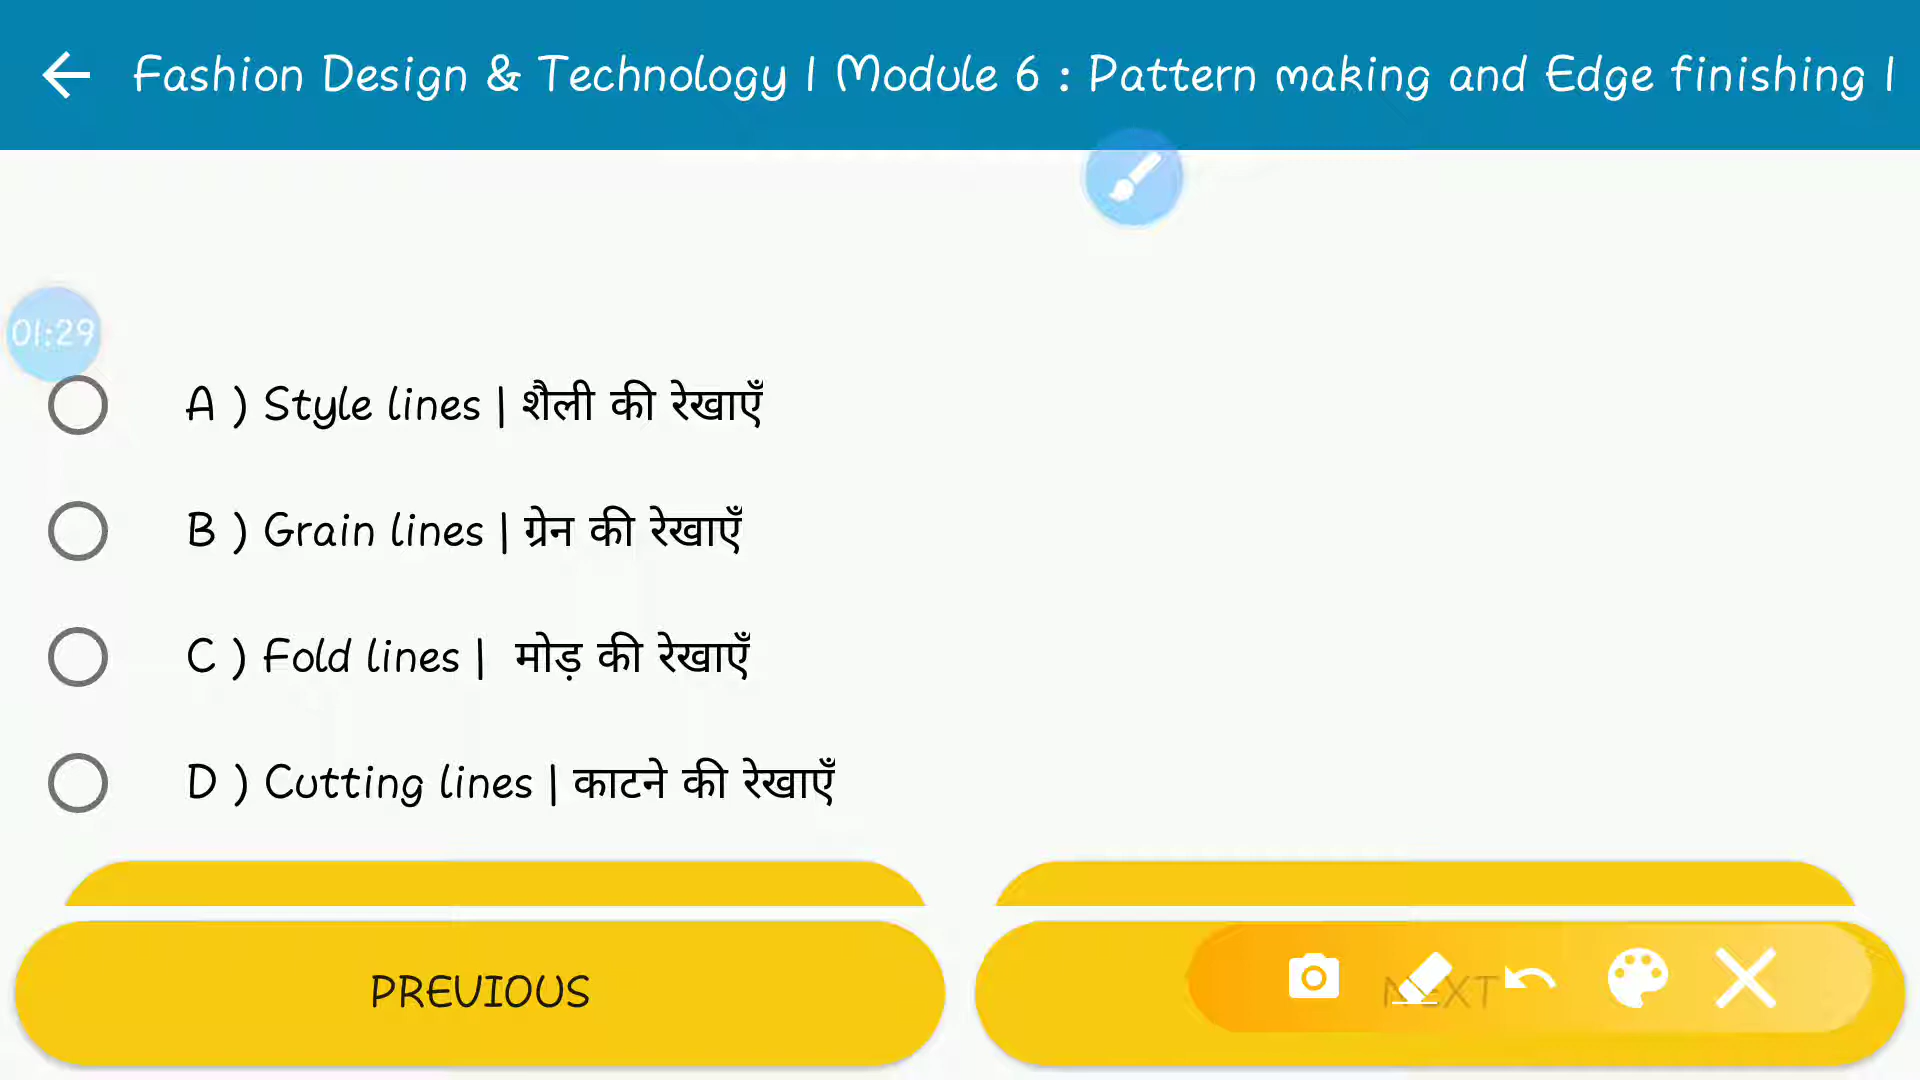 Fashion Design & Technology | Module 6 : Pattern making and Edge finishing |
01:29
A ) Style lines | शैली की रेखाएँ
B ) Grain lines | ग्रेन की रेखाएँ
C ) Fold lines | मोड़ की रेखाएँ
D ) Cutting lines | काटने की रेखाएँ
PREVIOUS
NEXT